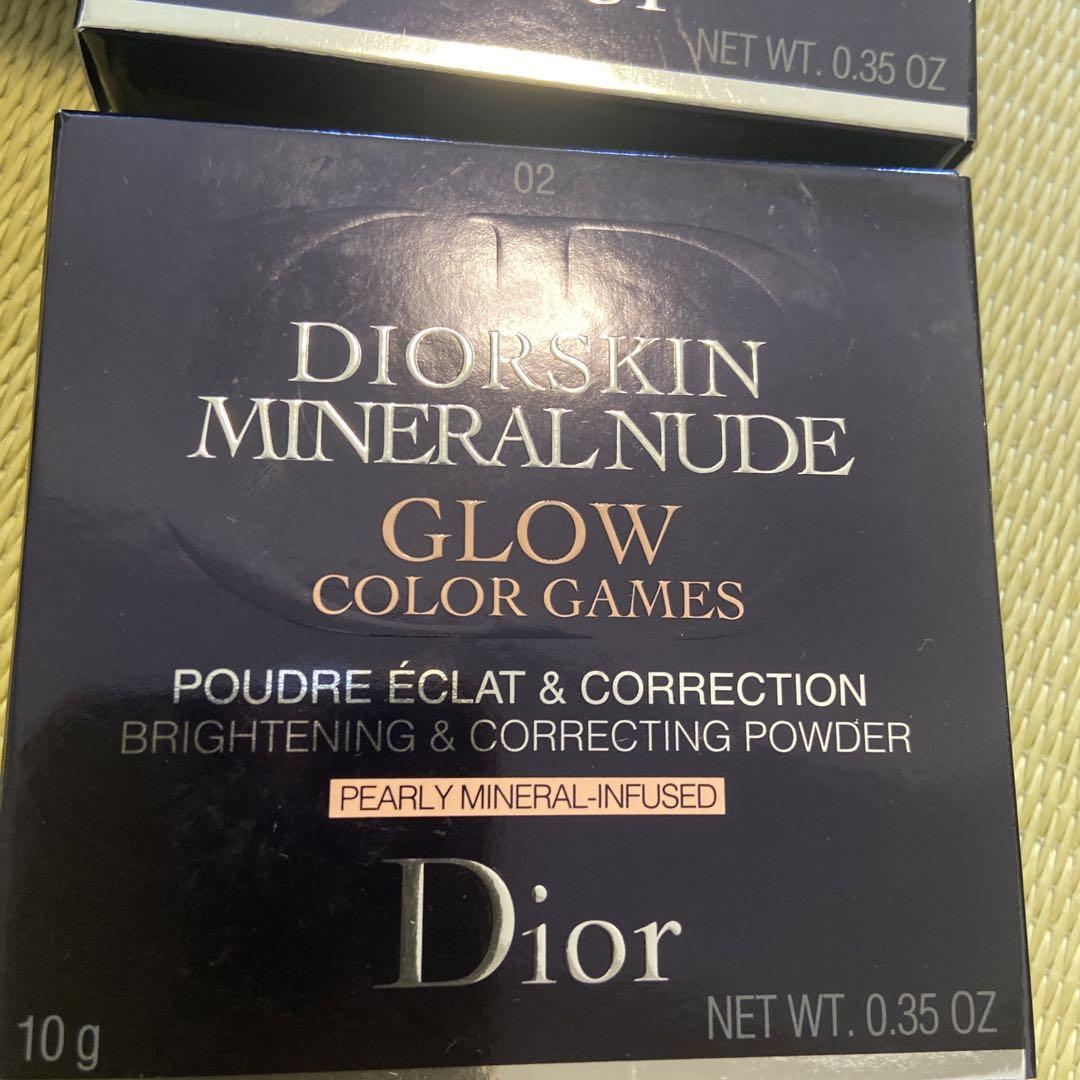 NET WT. 0.35 OZ
02
DIORSKIN
MINERAL NUDE
GLOW
COLOR GAMES
POUDRE ÉCLAT & CORRECTION
BRIGHTENING & CORRECTING POWDER
PEARLY MINERAL-INFUSED
Dior
10 g
NET WT. 0.35 OZ